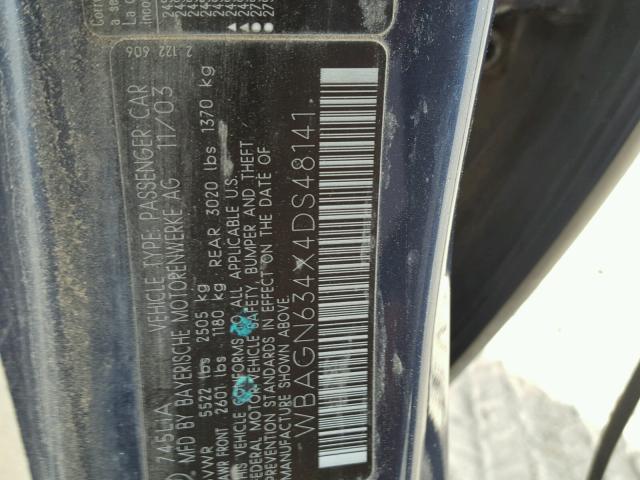 2 122 606
745LIA VEHICLE TYPE: PASSENGER CAR
MFD BY BAYERISCHE MOTORENWERKE AG 11/03
GVWR 5522 lbs 2505 kg
GAWR FRONT 2601 lbs 1180 kg, REAR 3020 lbs 1370 kg
THIS VEHICLE CONFORMS TO ALL APPLICABLE U.S.
FEDERAL MOTOR VEHICLE SAFETY, BUMPER AND THEFT
PREVENTION STANDARDS IN EFFECT ON THE DATE OF
MANUFACTURE SHOWN ABOVE.
WBAGN634X4DS48141